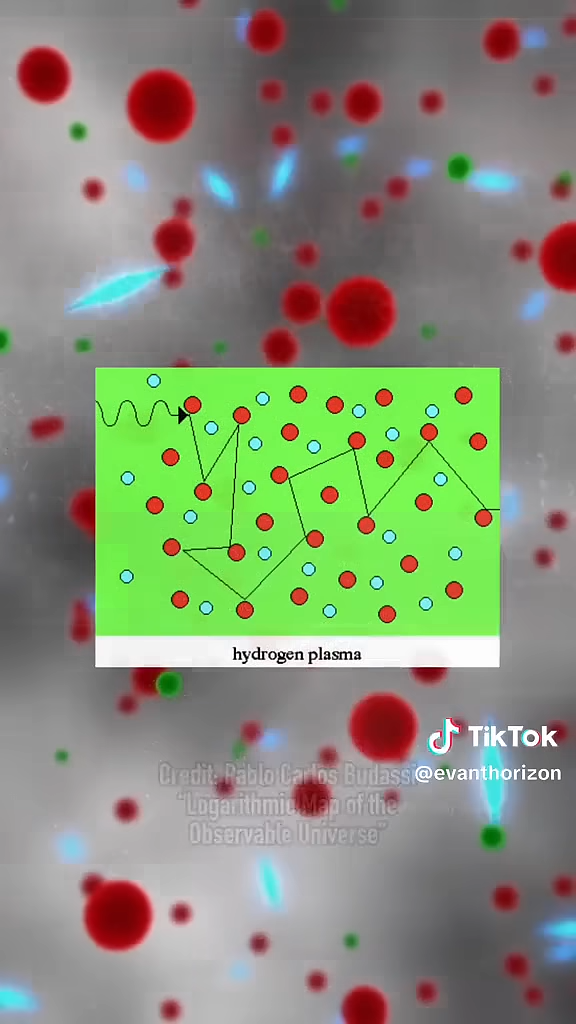 hydrogen plasma
TikTok
@evanthorizon
Credit: Pablo Carlos Budassi
"Logarithmic Map of the
Observable Universe"